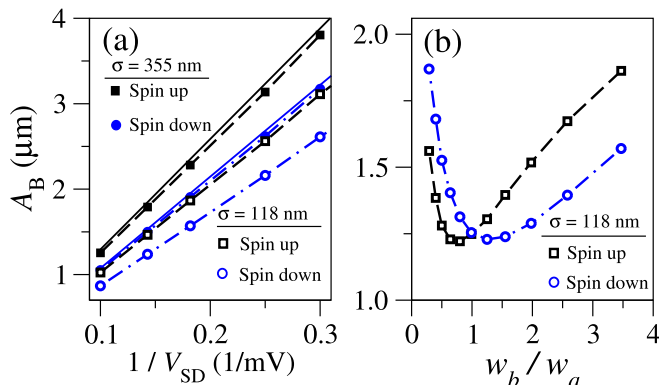 (a)
σ = 355 nm
Spin up
Spin down
σ = 118 nm
Spin up
Spin down
A_B (μm)
4
3
2
1
0.1
0.2
0.3
1 / V_SD (1/mV)
(b)
2.0
1.5
1.0
σ = 118 nm
Spin up
Spin down
0
1
2
3
4
w_b / w_a